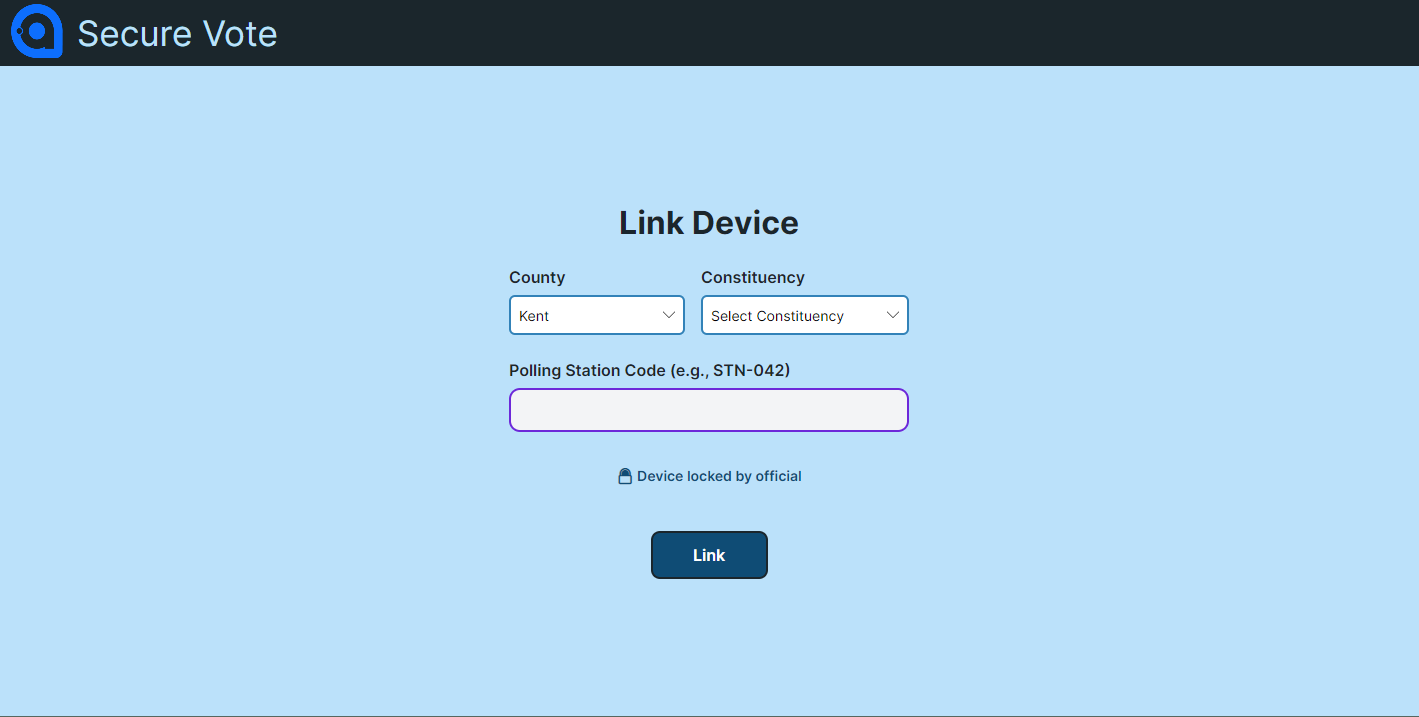 Secure Vote
Link Device
County
Constituency
Kent
Select Constituency
Polling Station Code (e.g., STN-042)
Device locked by official
Link